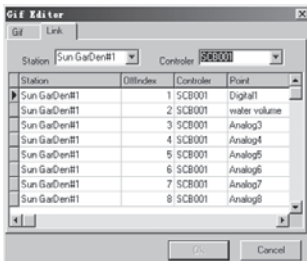 Gif Editor
Gif Link
Station Sun GarDen#1 Controler SCB001
Station Offindex Controler Point
Sun GarDen#1 1 SCB001 Digital1
Sun GarDen#1 2 SCB001 water volume
Sun GarDen#1 3 SCB001 Analog3
Sun GarDen#1 4 SCB001 Analog4
Sun GarDen#1 5 SCB001 Analog5
Sun GarDen#1 6 SCB001 Analog6
Sun GarDen#1 7 SCB001 Analog7
Sun GarDen#1 8 SCB001 Analog8
Ok Cancel